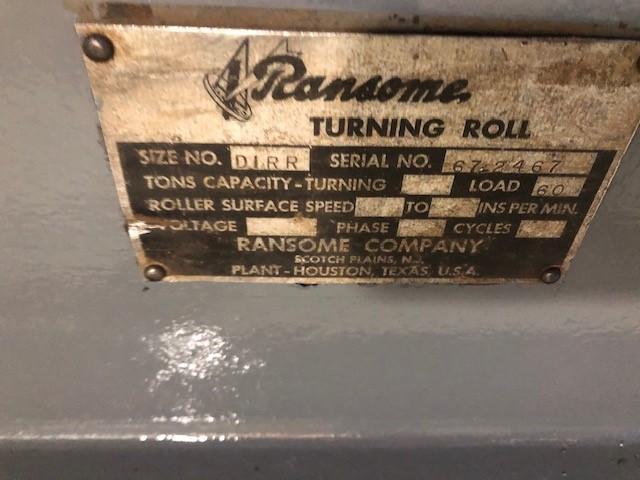 Ransome
TURNING ROLL
SIZE NO. DIRR SERIAL NO. 67-2467
TONS CAPACITY-TURNING LOAD 60
ROLLER SURFACE SPEED TO INS PER MIN.
VOLTAGE PHASE CYCLES
RANSOME COMPANY
SCOTCH PLAINS, N.J.
PLANT - HOUSTON, TEXAS, U.S.A.